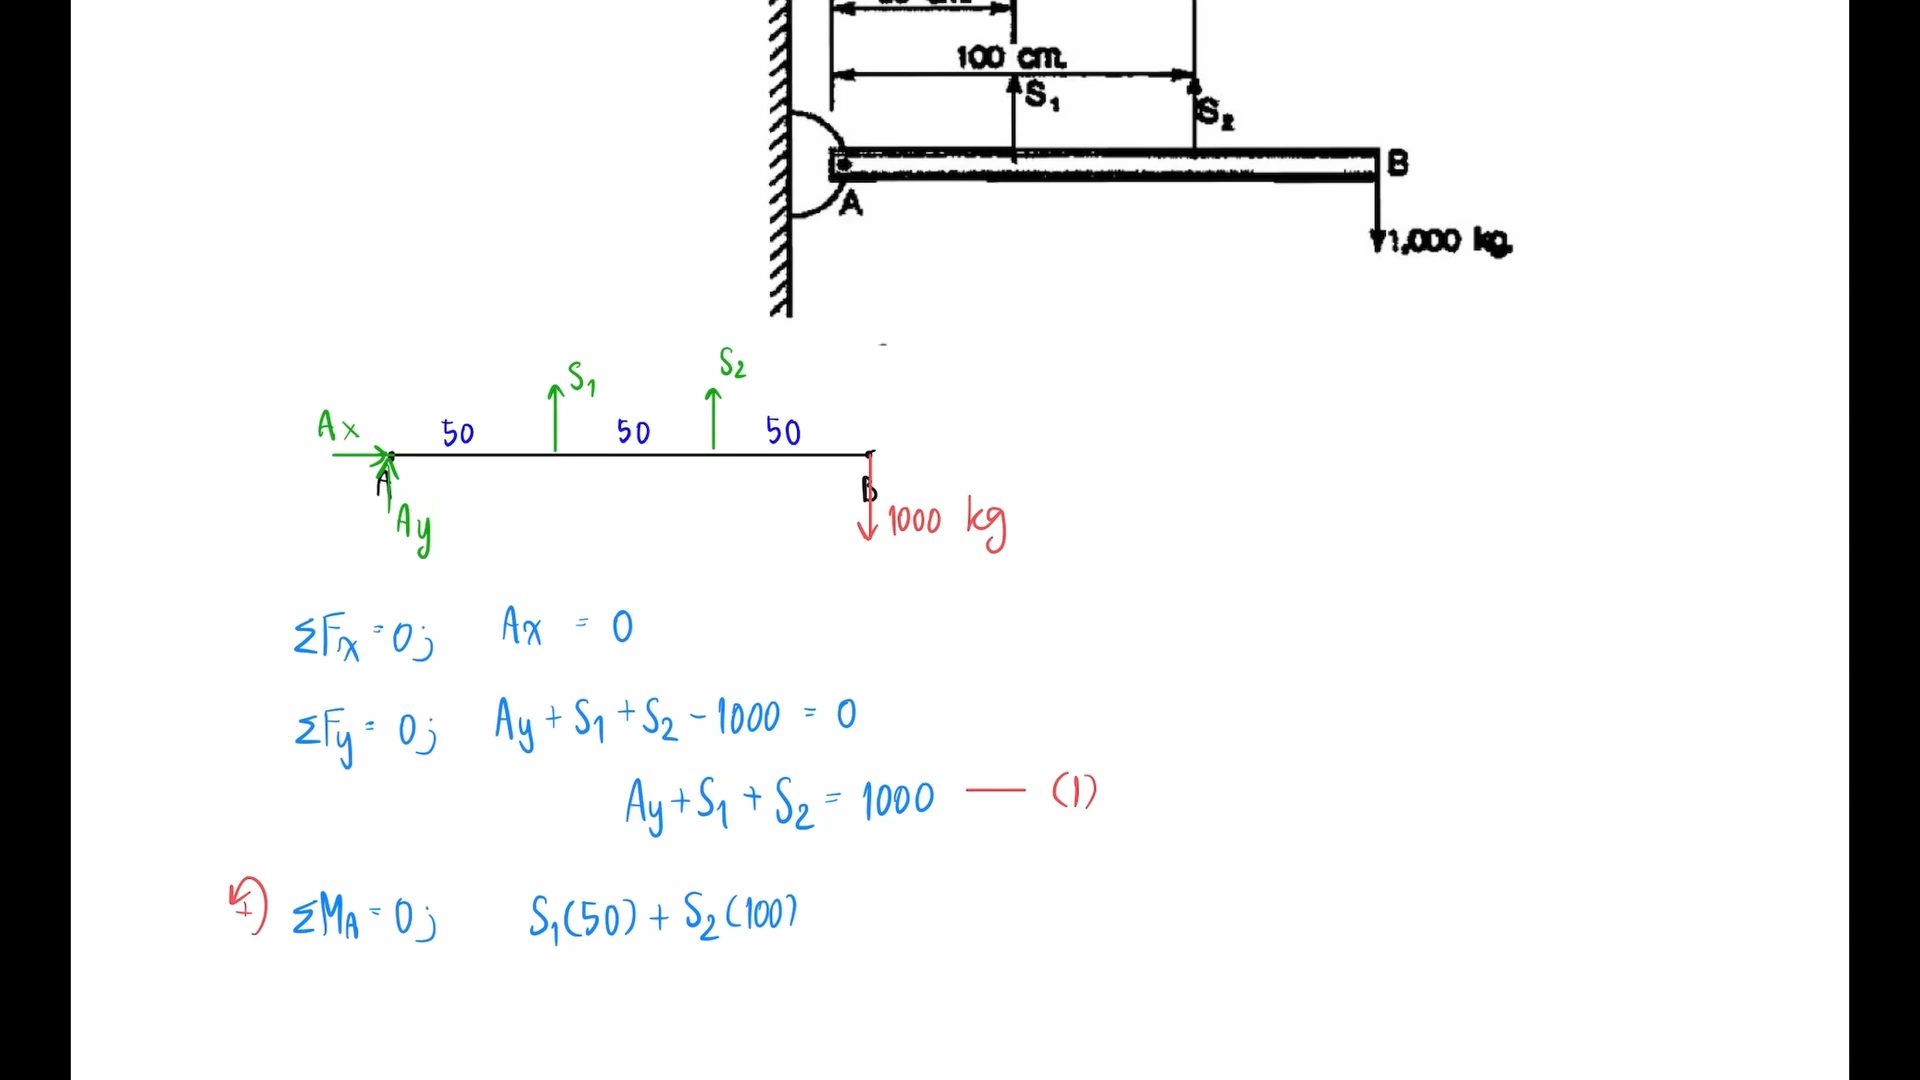 100 cm.
S₁
S₂
B
A
1,000 kg.
S₁
S₂
Ax
50
50
50
A
B
Ay
1000 kg
ΣFx = 0; Ax = 0
ΣFy = 0; Ay + S₁ + S₂ - 1000 = 0
Ay + S₁ + S₂ = 1000 — (1)
+ ΣMA = 0; S₁(50) + S₂(100)